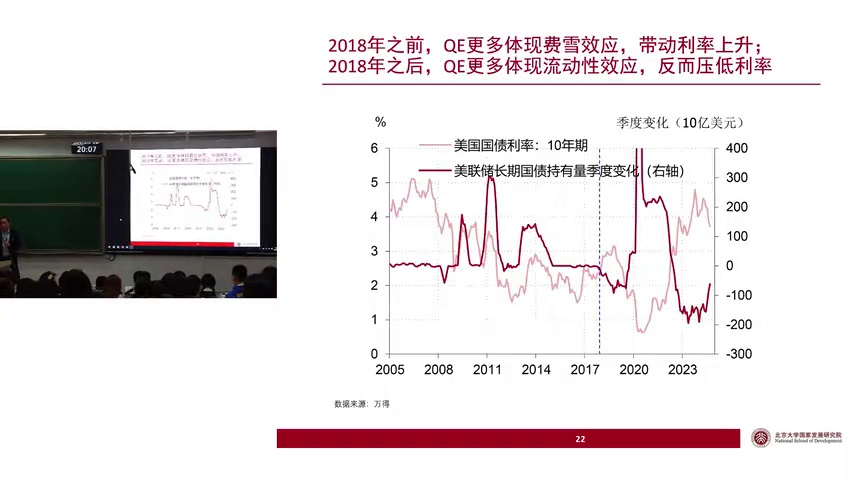 2018年之前，QE更多体现费雪效应，带动利率上升；
2018年之后，QE更多体现流动性效应，反而压低利率
20:07
%
季度变化（10亿美元）
美国国债利率：10年期
美联储长期国债持有量季度变化（右轴）
6
5
4
3
2
1
0
400
300
200
100
0
-100
-200
-300
2005 2008 2011 2014 2017 2020 2023
数据来源：万得
22
北京大学国家发展研究院
National School of Development